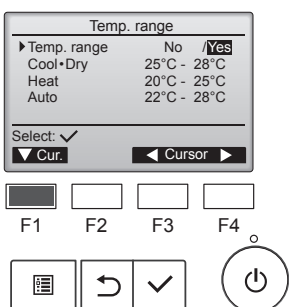 Temp. range
Temp. range No / Yes
Cool•Dry 25°C - 28°C
Heat 20°C - 25°C
Auto 22°C - 28°C
Select: ✓
▼ Cur. ◀ Cursor ▶
F1 F2 F3 F4